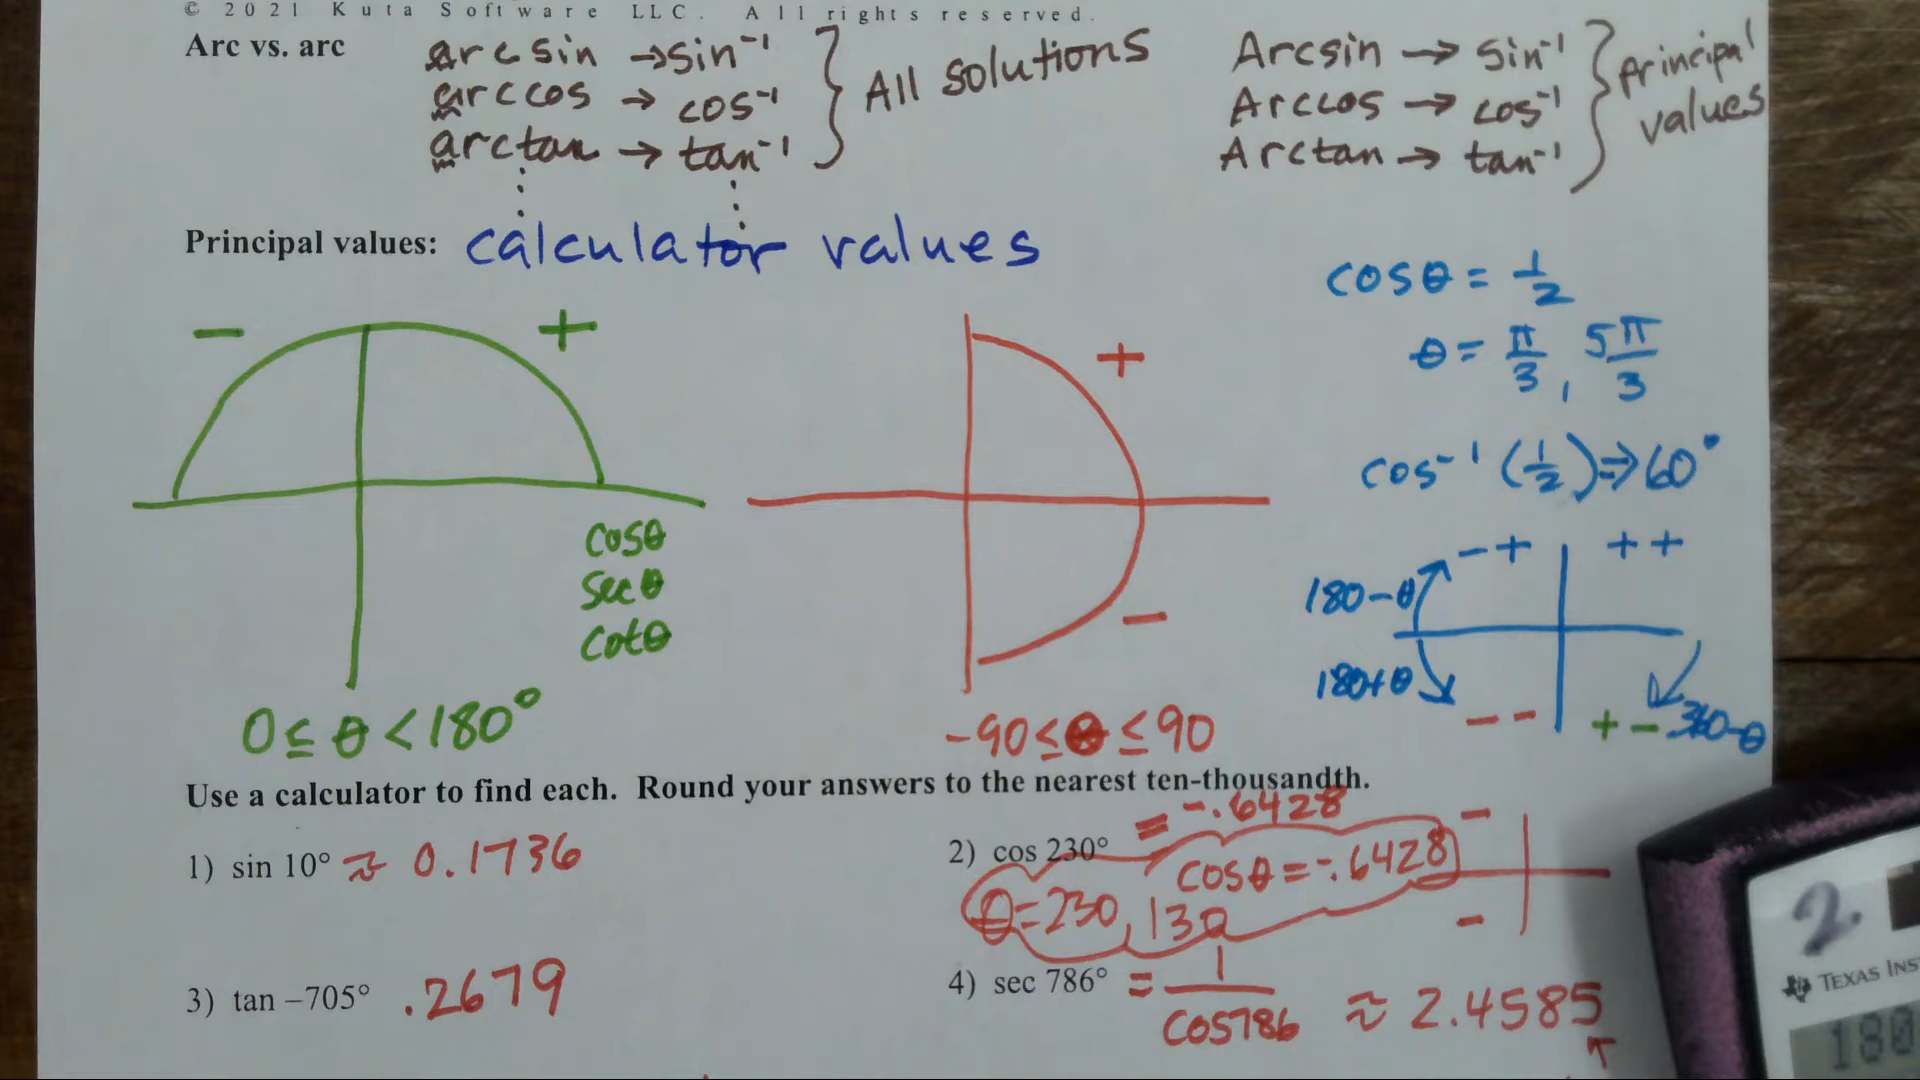 © 2021 Kuta Software LLC. All rights reserved.
Arc vs. arc
arcsin → sin⁻¹
arccos → cos⁻¹
arctan → tan⁻¹
All solutions
Arcsin → sin⁻¹
Arccos → cos⁻¹
Arctan → tan⁻¹
principal
values
Principal values: calculator values
cosθ = 1/2
θ = π/3, 5π/3
cos⁻¹(1/2) ⇒ 60°
− +
cosθ
secθ
cotθ
0 ≤ θ < 180°
+
−
-90 ≤ θ ≤ 90
− + + +
180-θ
180+θ
− − + − 360-θ
Use a calculator to find each. Round your answers to the nearest ten-thousandth.
1) sin 10° ≈ 0.1736
2) cos 230° = -.6428
cosθ = -.6428
θ = 230, 130
−
−
3) tan −705° .2679
4) sec 786° = 1/cos786 ≈ 2.4585
2
TEXAS INS
180